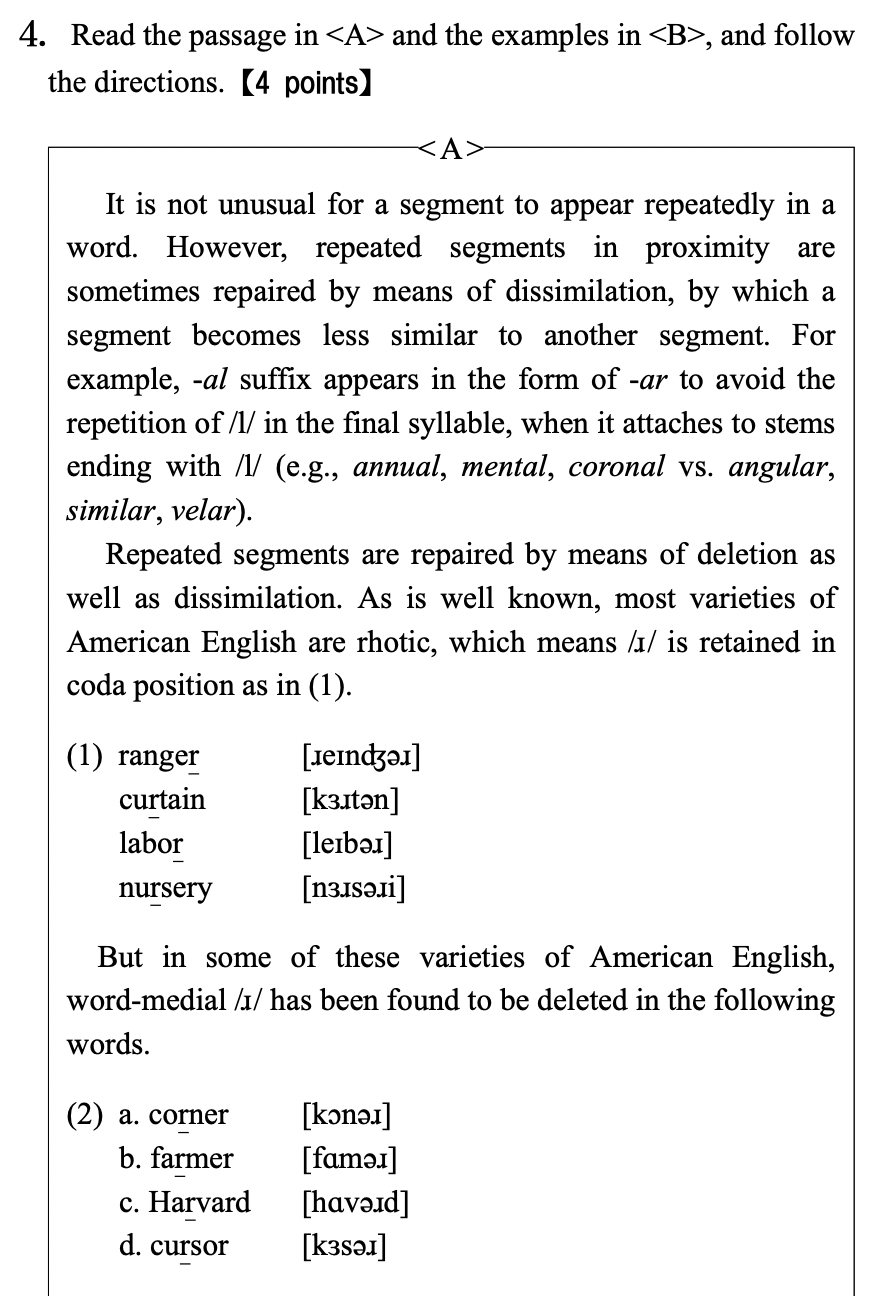 4. Read the passage in <A> and the examples in <B>, and follow
the directions. 【4 points】
<A>
It is not unusual for a segment to appear repeatedly in a
word. However, repeated segments in proximity are
sometimes repaired by means of dissimilation, by which a
segment becomes less similar to another segment. For
example, -al suffix appears in the form of -ar to avoid the
repetition of /l/ in the final syllable, when it attaches to stems
ending with /l/ (e.g., annual, mental, coronal vs. angular,
similar, velar).
Repeated segments are repaired by means of deletion as
well as dissimilation. As is well known, most varieties of
American English are rhotic, which means /ɹ/ is retained in
coda position as in (1).
(1) ranger [ɹeɪnʤəɹ]
curtain [kɜɹtən]
labor [leɪbəɹ]
nursery [nɜɹsəɹi]
But in some of these varieties of American English,
word-medial /ɹ/ has been found to be deleted in the following
words.
(2) a. corner [kɔnəɹ]
b. farmer [fɑməɹ]
c. Harvard [hɑvəɹd]
d. cursor [kɜsəɹ]